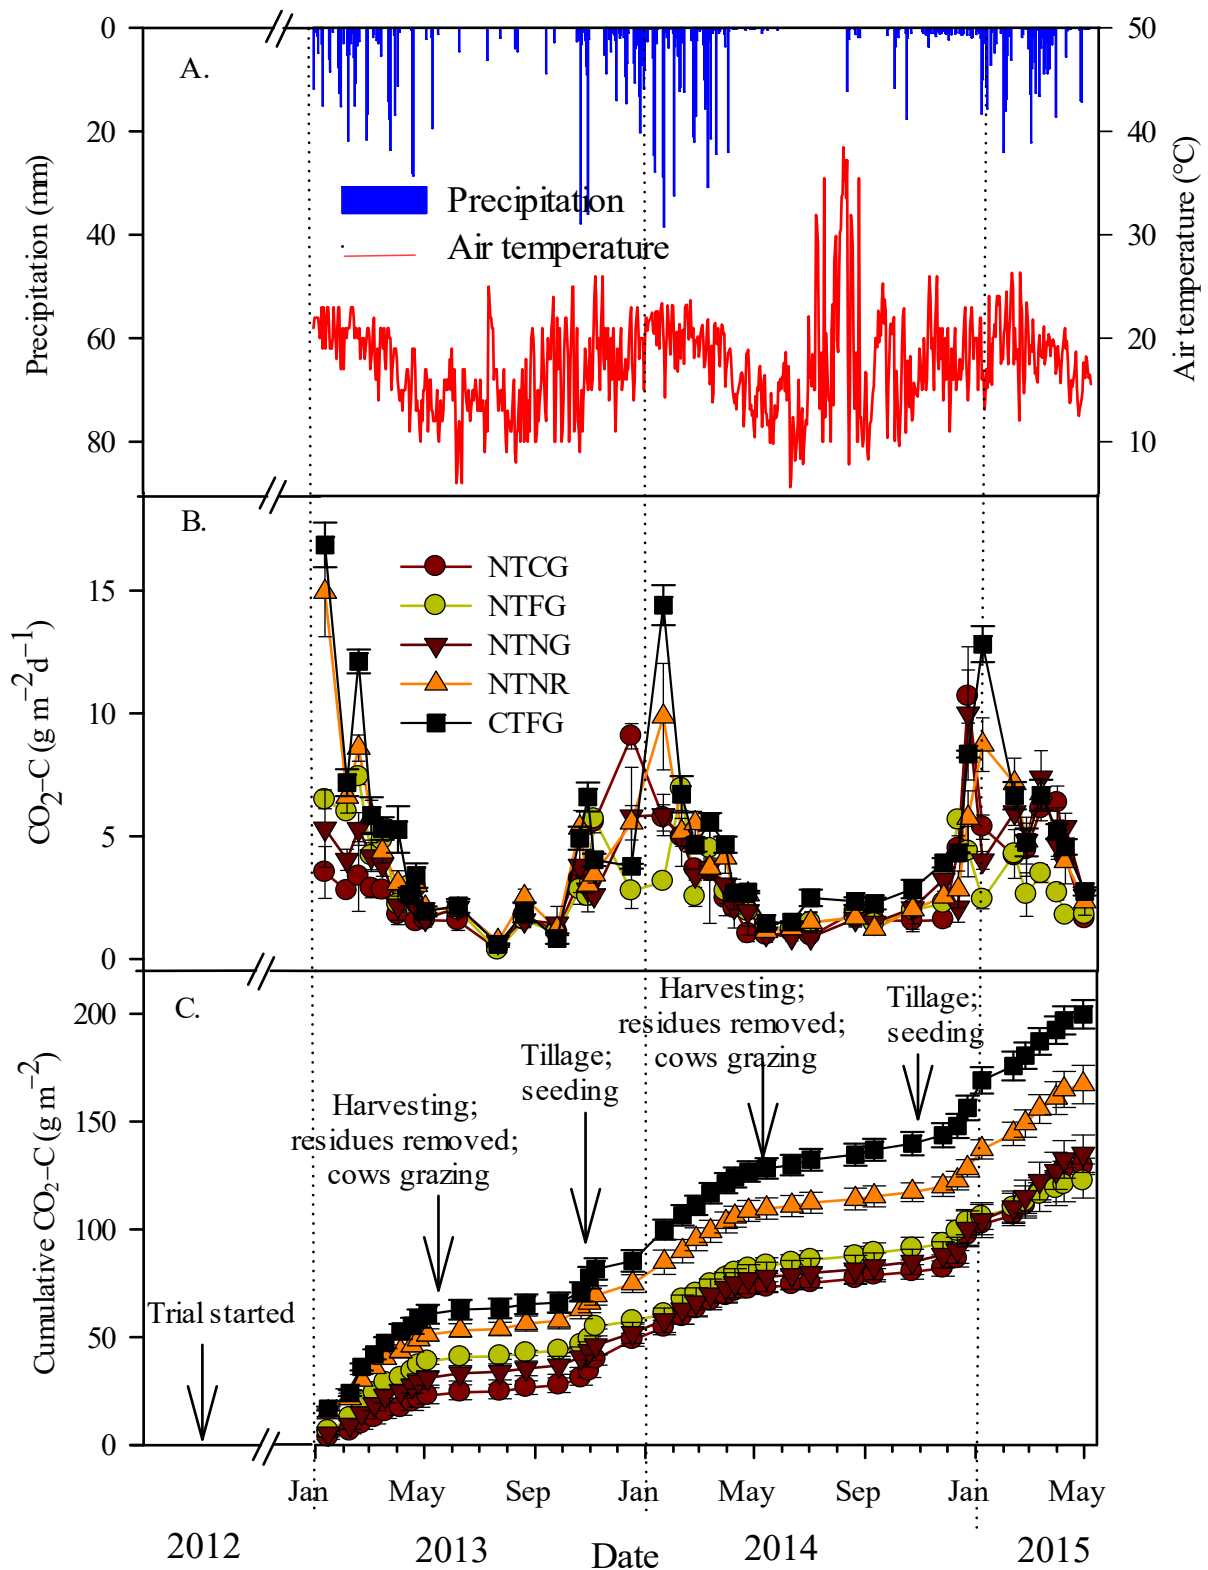 0
50
A.
20
40
Precipitation (mm)
Air temperature (°C)
Precipitation
40
30
Air temperature
60
20
80
10
B.
15
NTCG
NTFG
NTNG
NTNR
CTFG
10
CO2–C (g m−2d−1)
5
0
C.
200
Harvesting;
residues removed;
cows grazing
Tillage;
seeding
Tillage;
seeding
150
Harvesting;
residues removed;
cows grazing
Cumulative CO2–C (g m−2)
100
Trial started
50
0
Jan May Sep Jan May Sep Jan May
2012 2013 Date 2014 2015